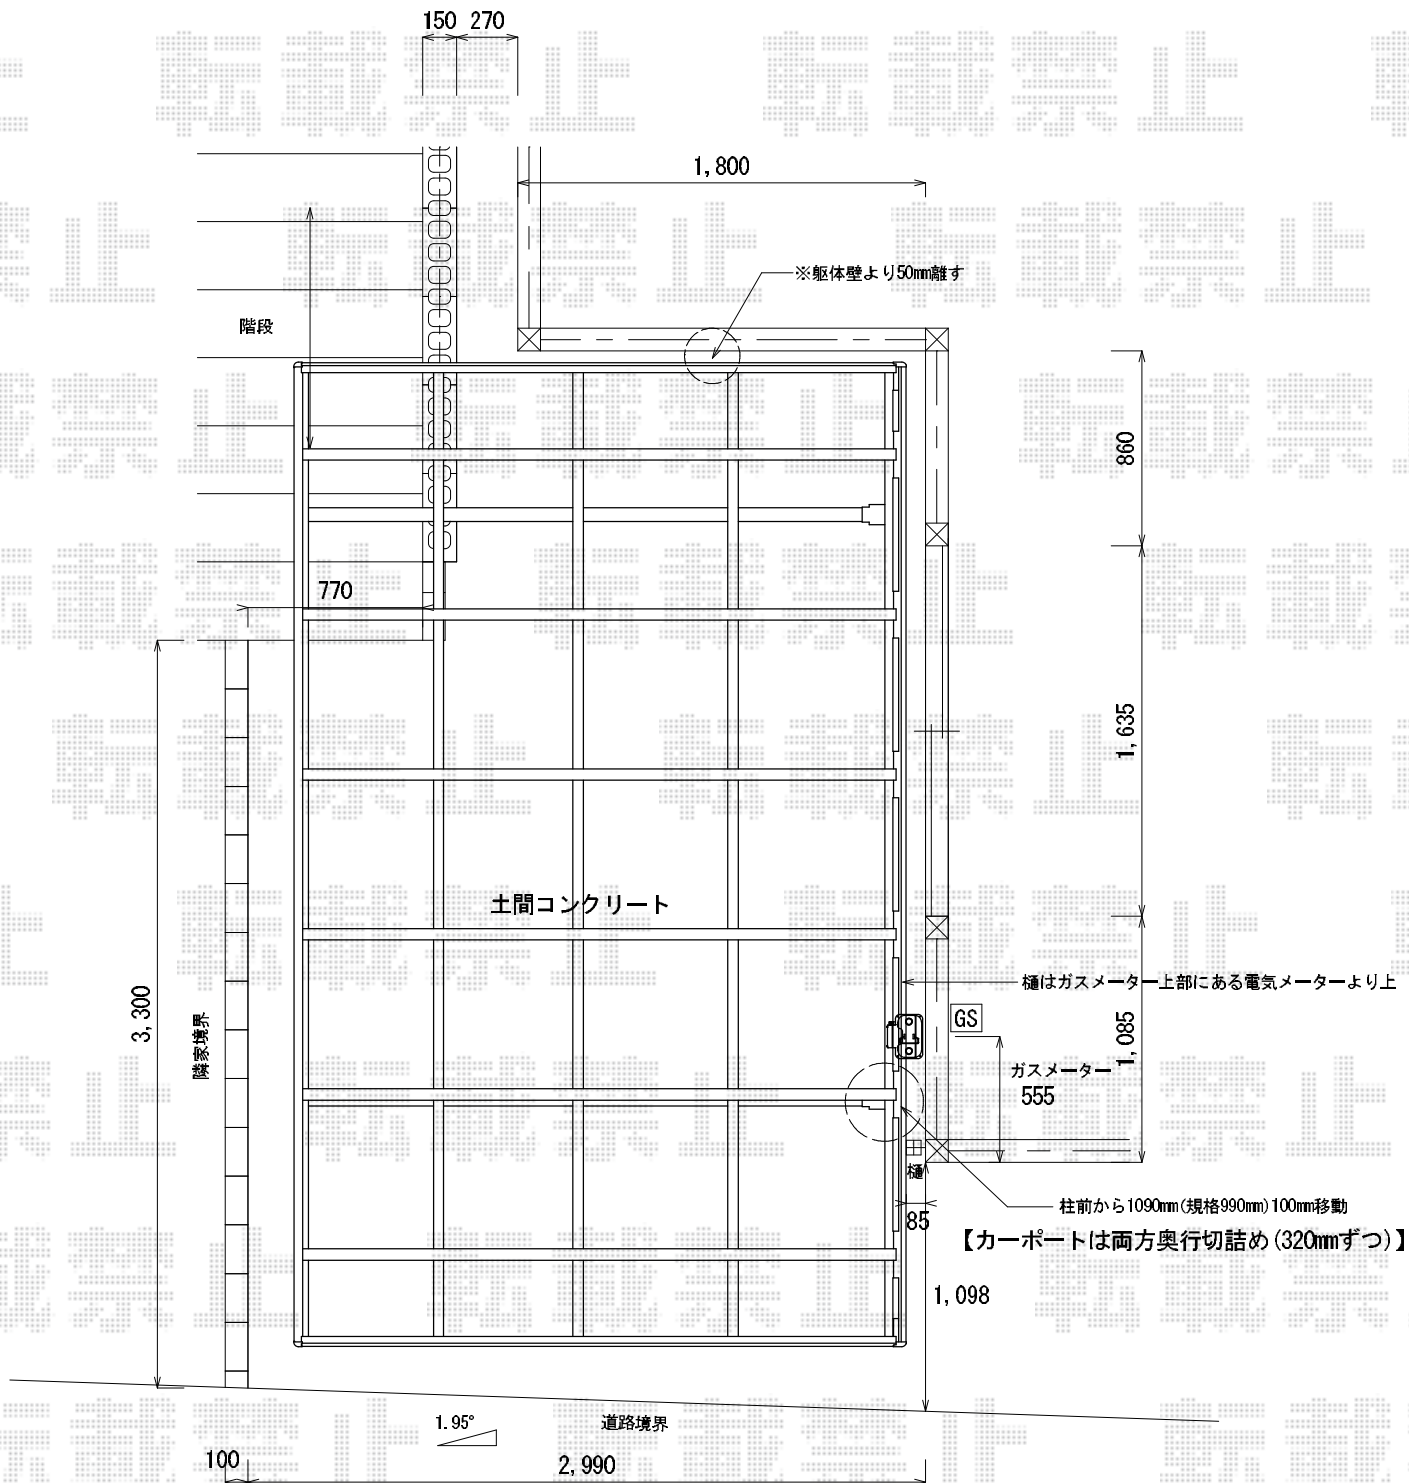 150 270
1,800
※躯体壁より50mm離す
階段
860
770
1,635
土間コンクリート
樋はガスメーター上部にある電気メーターより上
3,300
隣家境界
GS
1,085
ガスメーター
555
樋
柱前から1090mm(規格990mm)100mm移動
85
【カーポートは両方奥行切詰め(320mmずつ)】
1,098
1.95°
道路境界
100
2,990
転載禁止